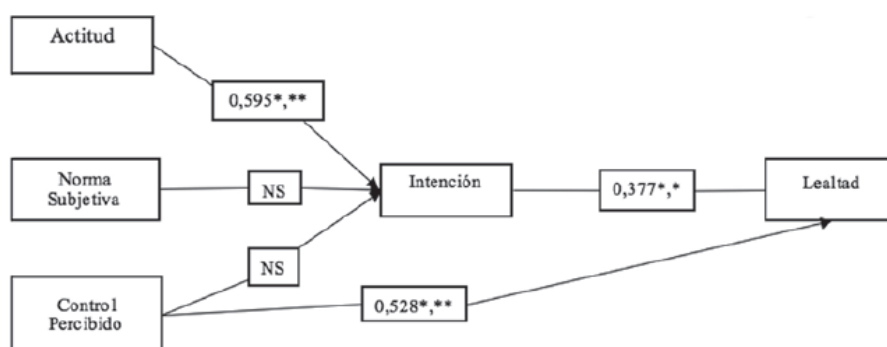 Actitud
0,595*,**
Norma
Subjetiva
NS
Intención
0,377*,*
Lealtad
NS
Control
Percibido
0,528*,**